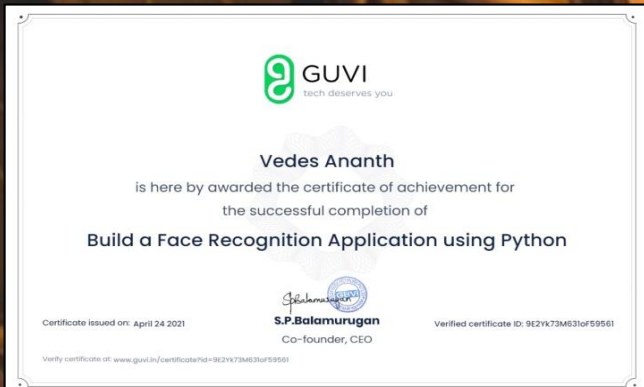 GUVI
tech deserves you
Vedes Ananth
is here by awarded the certificate of achievement for
the successful completion of
Build a Face Recognition Application using Python
GUVI
S.P.Balamurugan
Co-founder, CEO
Certificate issued on: April 24 2021
Verified certificate ID: 9E2Yk73M631oF59561
Verify certificate at: www.guvi.in/certificate?id=9E2Yk73M631oF59561